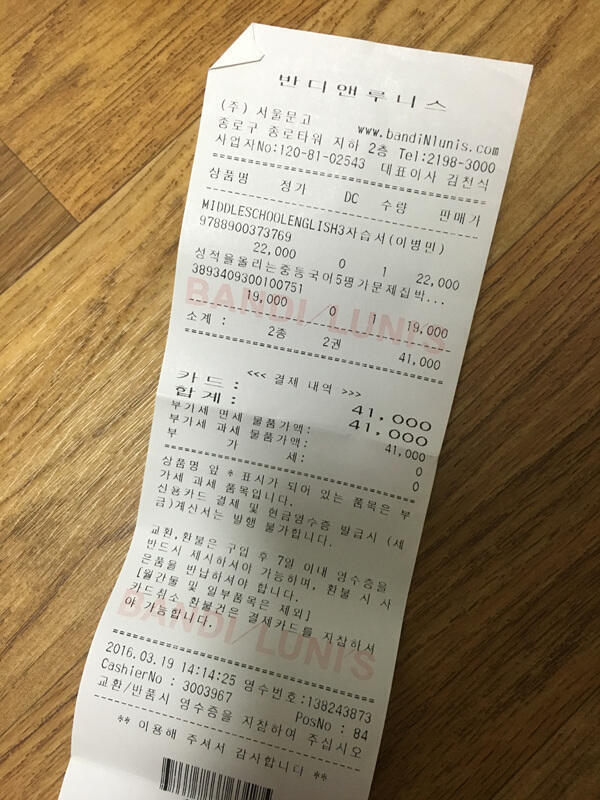 반디앤루니스
(주) 서울문고 www.bandiNlunis.com
종로구 종로타워 지하 2층 Tel:2198-3000
사업자No:120-81-02543 대표이사 김천식
상품명 정가 DC 수량 판매가
MIDDLESCHOOLENGLISH3자습서(이병민)
9788900373769
22,000 0 1 22,000
성적을올리는중등국어5평가문제집박...
3893409300100751
19,000 0 1 19,000
BANDI/LUNIS
소계 : 2종 2권 41,000
<<< 결제 내역 >>>
카드 : 41,000
합계 : 41,000
부가세 면세 물품가액: 41,000
부가세 과세 물품가액: 0
부 가 세: 0
상품명 앞 * 표시가 되어 있는 품목은 부
가세 과세 품목입니다.
신용카드 결제 및 현금영수증 발급시 (세
금)계산서는 발행 불가합니다.
교환,환불은 구입 후 7일 이내 영수증을
반드시 제시하셔야 가능하며, 환불 시 사
은품을 반납하셔야 합니다.
[월간물 및 일부품목은 제외]
카드취소 환불건은 결제카드를 지참하셔
야 가능합니다.
BANDI/LUNIS
2016.03.19 14:14:25 영수번호:138243873
CashierNo : 3003967 PosNo : 84
교환/반품시 영수증을 지참하여 주십시오
** 이용해 주셔서 감사합니다 **